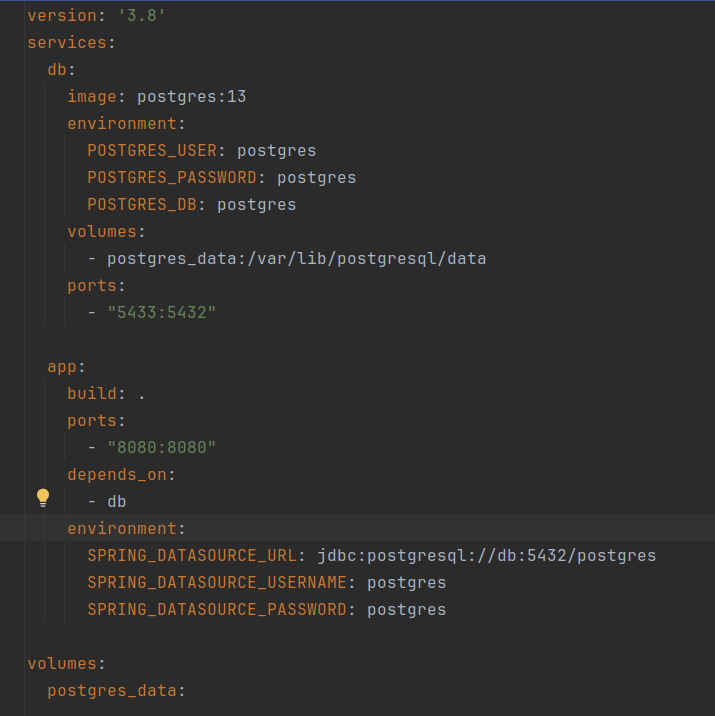 version: '3.8'
services:
  db:
    image: postgres:13
    environment:
      POSTGRES_USER: postgres
      POSTGRES_PASSWORD: postgres
      POSTGRES_DB: postgres
    volumes:
      - postgres_data:/var/lib/postgresql/data
    ports:
      - "5433:5432"

  app:
    build: .
    ports:
      - "8080:8080"
    depends_on:
      - db
    environment:
      SPRING_DATASOURCE_URL: jdbc:postgresql://db:5432/postgres
      SPRING_DATASOURCE_USERNAME: postgres
      SPRING_DATASOURCE_PASSWORD: postgres

volumes:
  postgres_data: